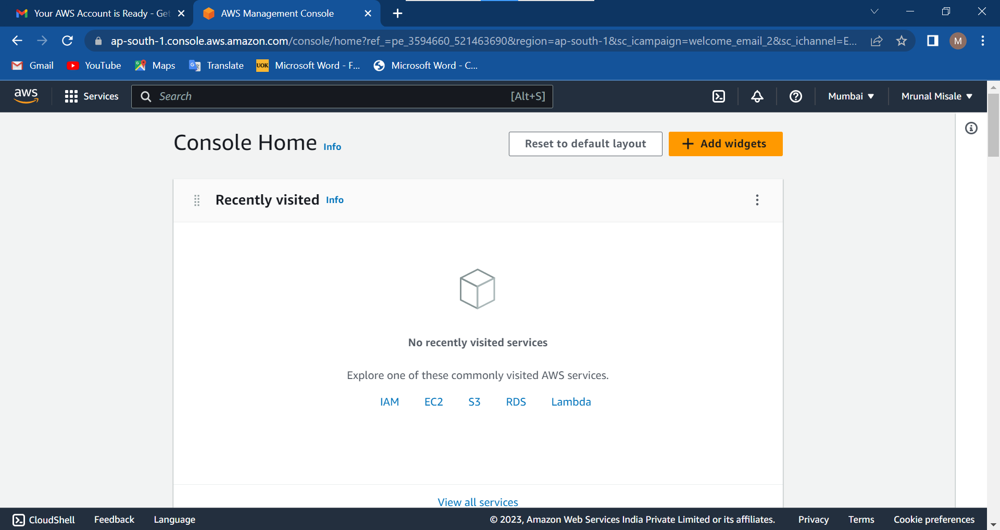 Your AWS Account is Ready - Get
AWS Management Console
ap-south-1.console.aws.amazon.com/console/home?ref_=pe_3594660_521463690&region=ap-south-1&sc_icampaign=welcome_email_2&sc_ichannel=E...
M
Gmail
YouTube
Maps
Translate
UOK Microsoft Word - F...
Microsoft Word - C...
aws
Services
Search [Alt+S]
Mumbai
Mrunal Misale
Console Home Info
Reset to default layout
Add widgets
Recently visited Info
No recently visited services
Explore one of these commonly visited AWS services.
IAM EC2 S3 RDS Lambda
View all services
CloudShell Feedback Language © 2023, Amazon Web Services India Private Limited or its affiliates. Privacy Terms Cookie preferences